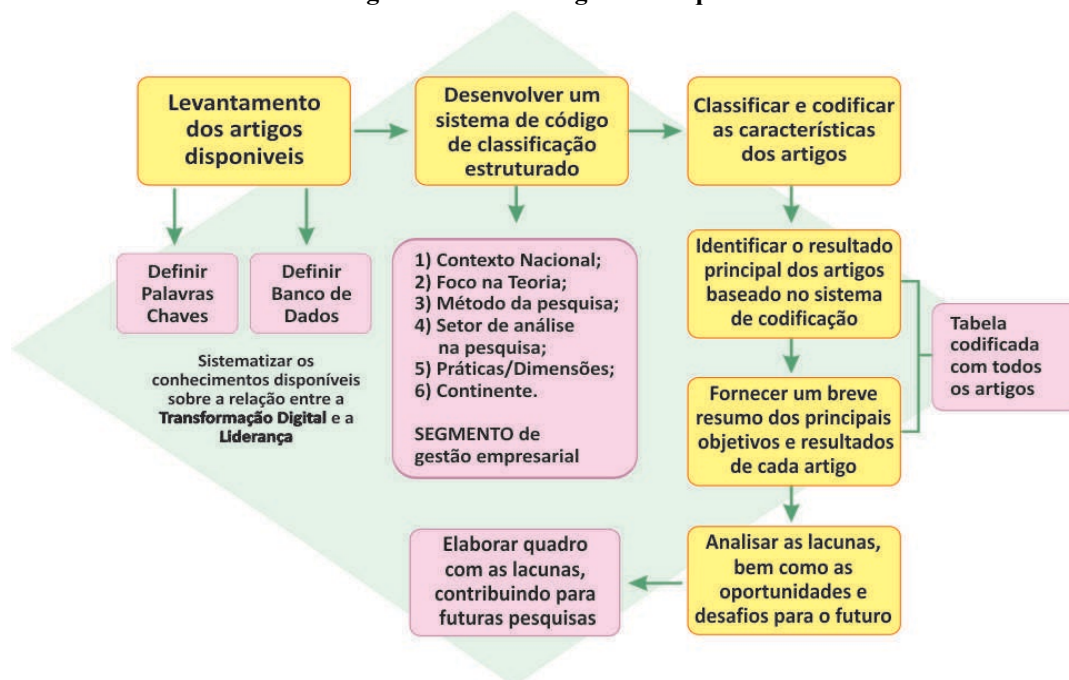 Levantamento
dos artigos
disponiveis
Desenvolver um
sistema de código
de classificação
estruturado
Classificar e codificar
as características
dos artigos
Definir
Palavras
Chaves
Definir
Banco de
Dados
Sistematizar os
conhecimentos disponíveis
sobre a relação entre a
Transformação Digital e a
Liderança
1) Contexto Nacional;
2) Foco na Teoria;
3) Método da pesquisa;
4) Setor de análise
na pesquisa;
5) Práticas/Dimensões;
6) Continente.
SEGMENTO de
gestão empresarial
Identificar o resultado
principal dos artigos
baseado no sistema
de codificação
Tabela
codificada
com todos
os artigos
Fornecer um breve
resumo dos principais
objetivos e resultados
de cada artigo
Analisar as lacunas,
bem como as
oportunidades e
desafios para o futuro
Elaborar quadro
com as lacunas,
contribuindo para
futuras pesquisas